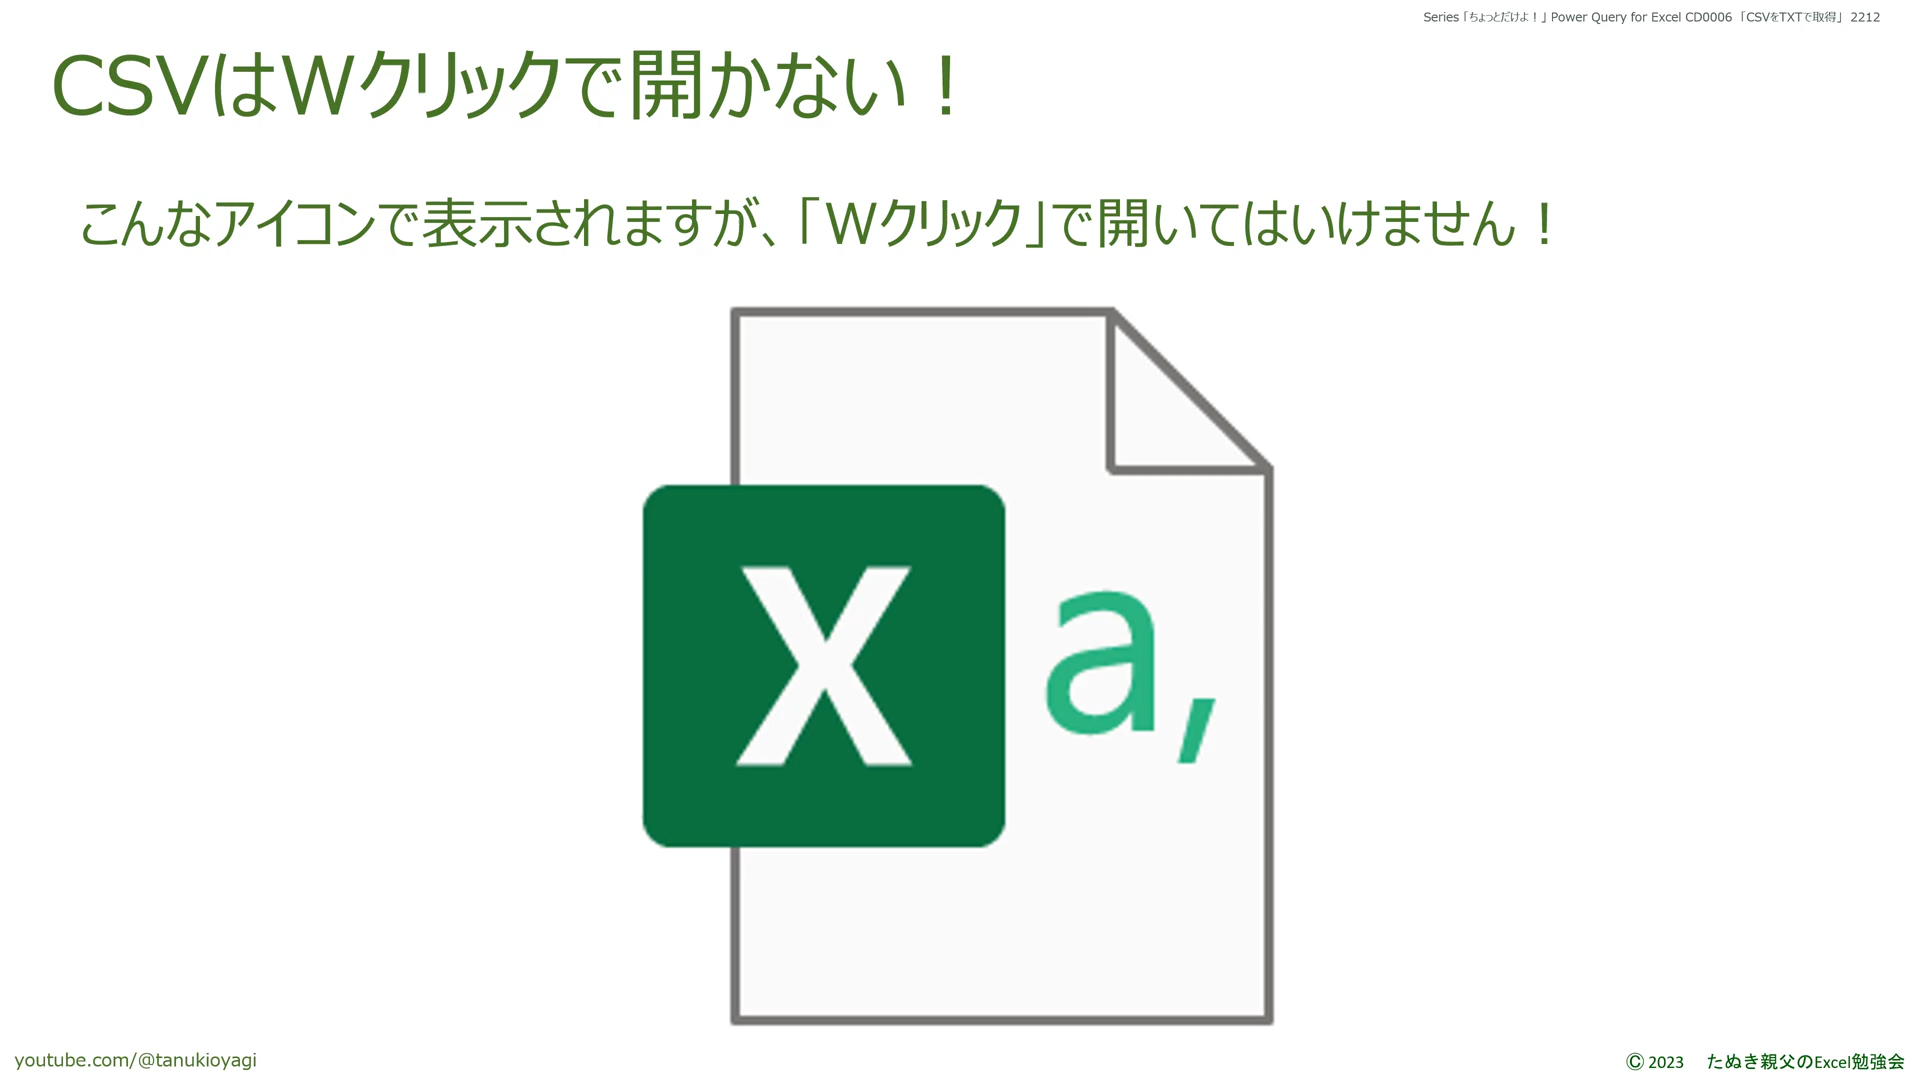 Series「ちょっとだけよ！」Power Query for Excel CD0006「CSVをTXTで取得」 2212
CSVはWクリックで開かない！
こんなアイコンで表示されますが、「Wクリック」で開いてはいけません！
X
a,
youtube.com/@tanukioyagi
© 2023 たぬき親父のExcel勉強会